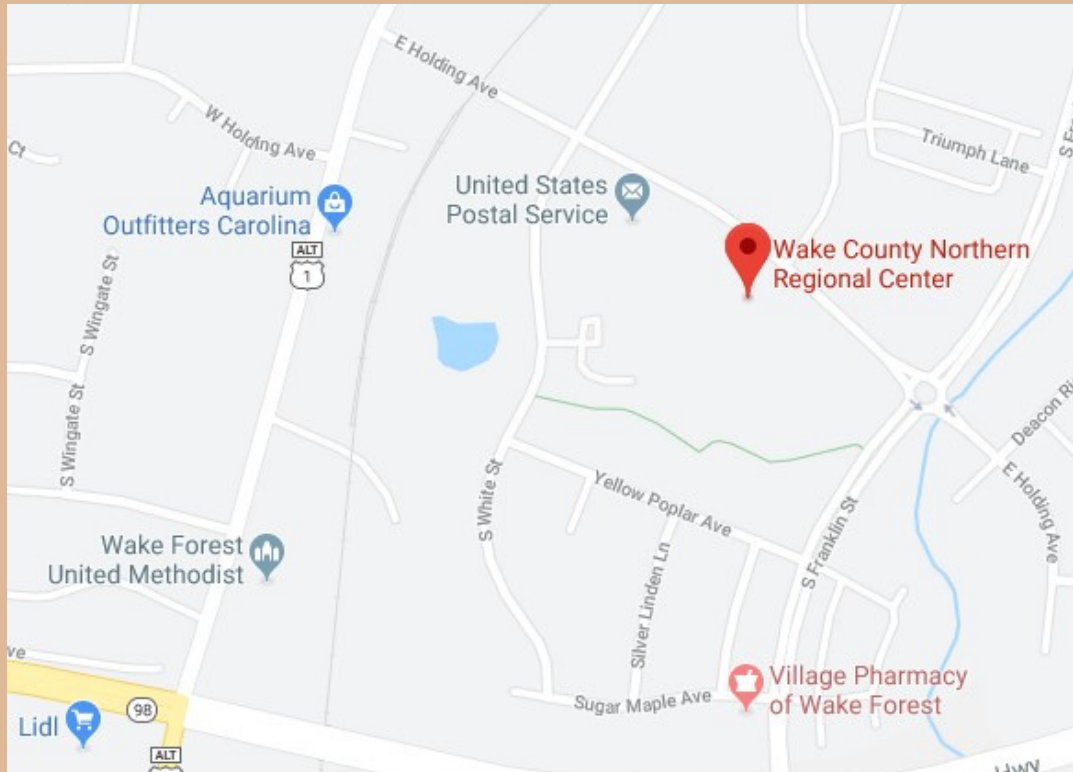 E Holding Ave
W Holding Ave
Ct
Triumph Lane
Aquarium
Outfitters Carolina
United States
Postal Service
ALT
1
Wake County Northern
Regional Center
S Wingate St
S Wingate St
S White St
Yellow Poplar Ave
S Franklin St
E Holding Ave
Wake Forest
United Methodist
Silver Linden Ln
Sugar Maple Ave
Village Pharmacy
of Wake Forest
98
Lidl
ALT
Hwy